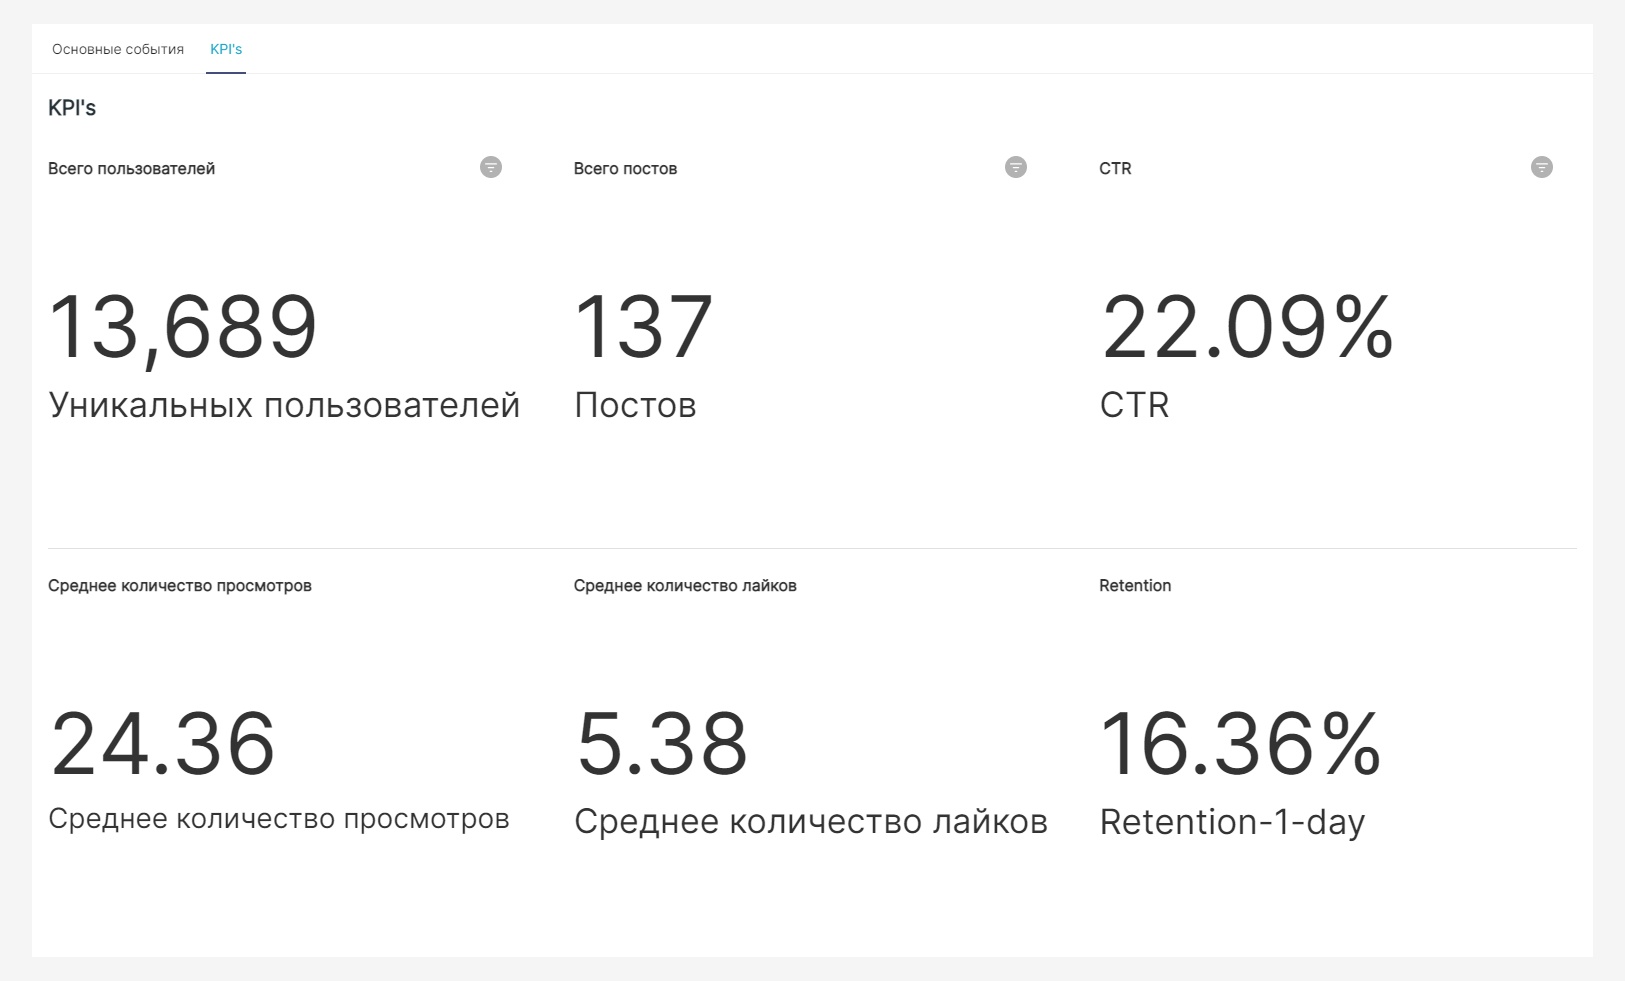 Основные события KPI's
KPI's
Всего пользователей
13,689
Уникальных пользователей
Всего постов
137
Постов
CTR
22.09%
CTR
Среднее количество просмотров
24.36
Среднее количество просмотров
Среднее количество лайков
5.38
Среднее количество лайков
Retention
16.36%
Retention-1-day